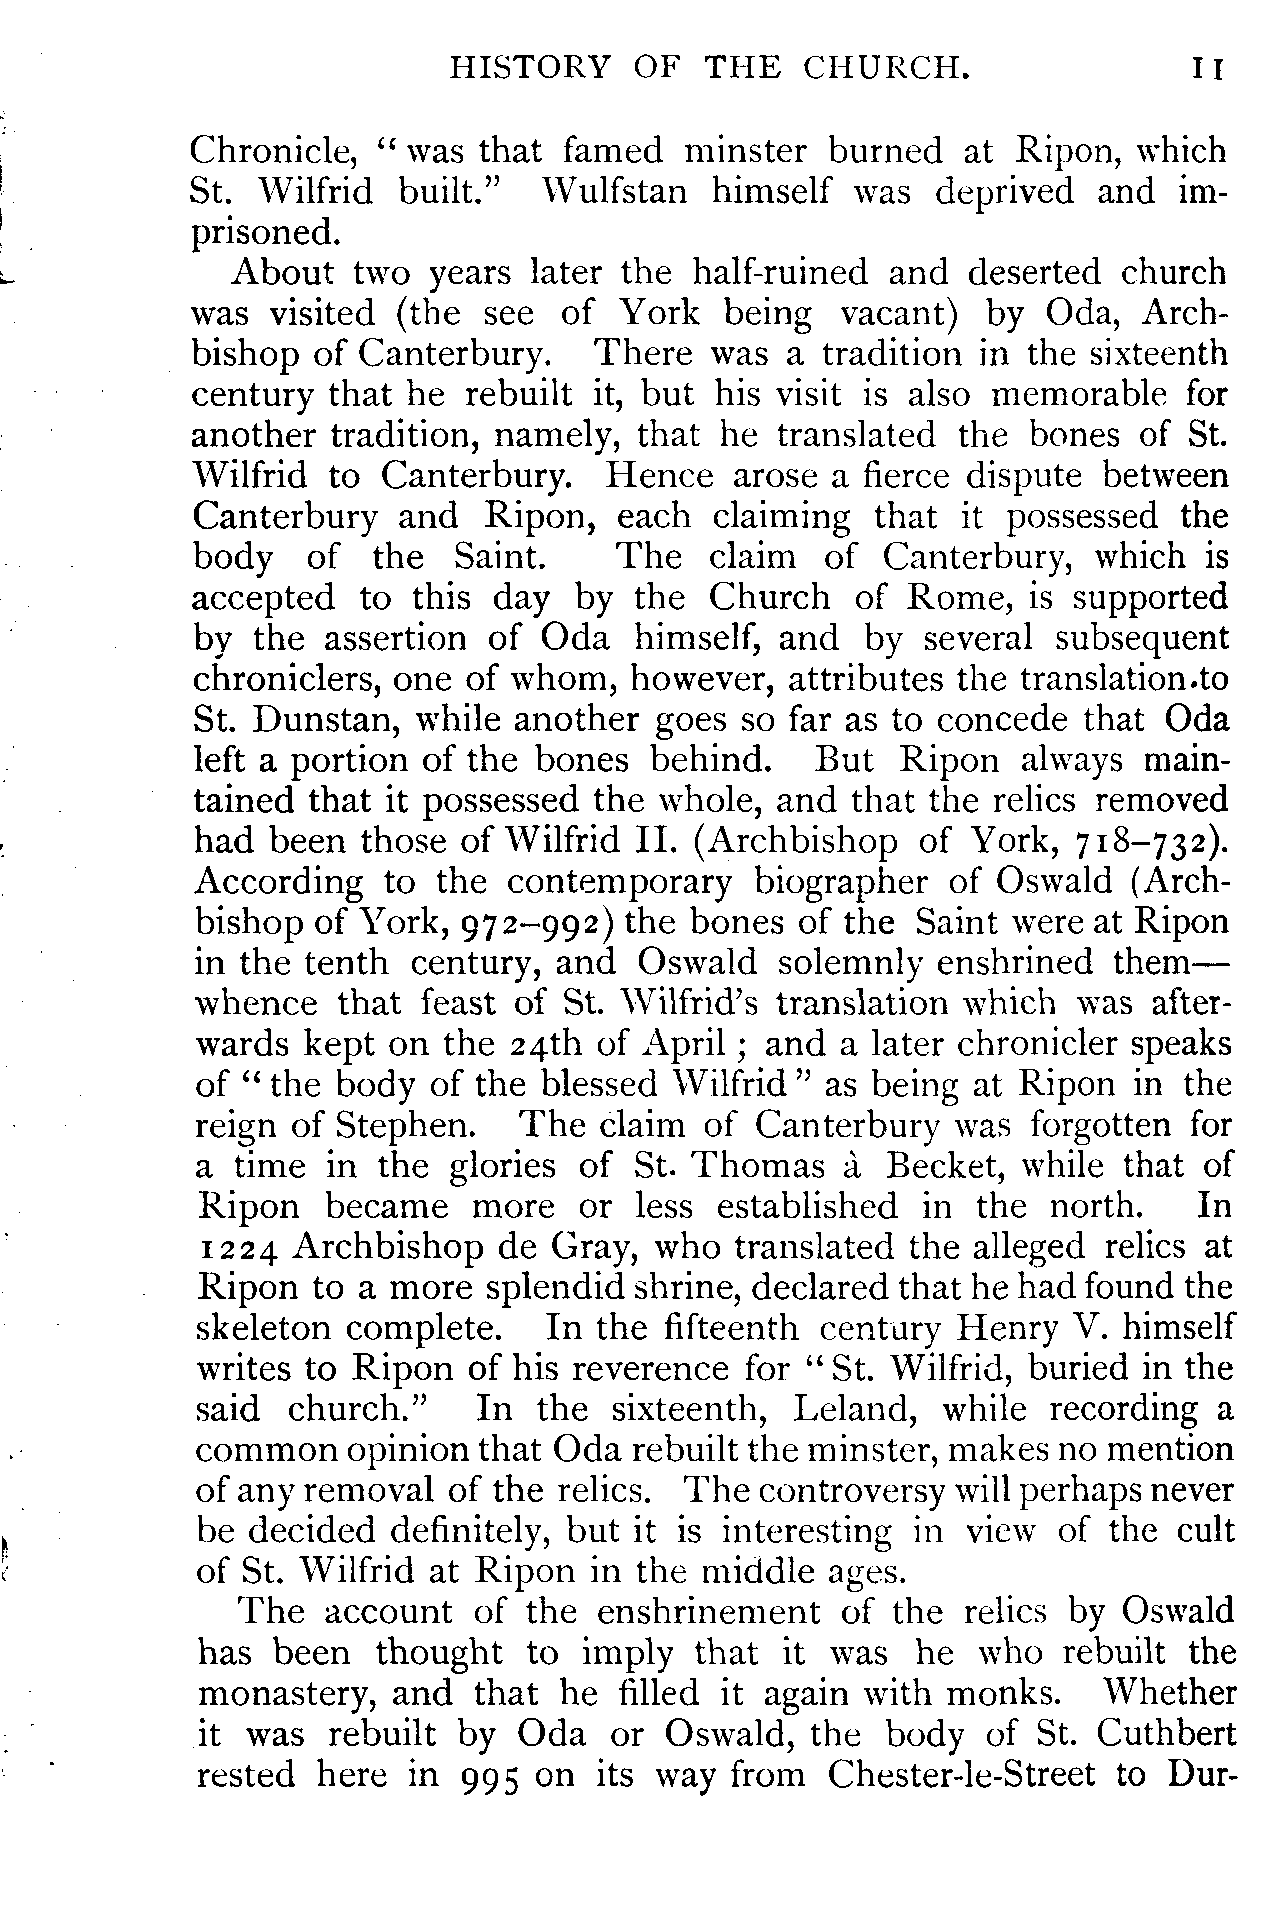 HISTORY OF THE CHURCH. 11
Chronicle, “ was that famed minster burned at Ripon, which
St. Wilfrid built.” Wulfstan himself was deprived and im-
prisoned.
About two years later the half-ruined and deserted church
was visited (the see of York being vacant) by Oda, Arch-
bishop of Canterbury. There was a tradition in the sixteenth
century that he rebuilt it, but his visit is also memorable for
another tradition, namely, that he translated the bones of St.
Wilfrid to Canterbury. Hence arose a fierce dispute between
Canterbury and Ripon, each claiming that it possessed the
body of the Saint. The claim of Canterbury, which is
accepted to this day by the Church of Rome, is supported
by the assertion of Oda himself, and by several subsequent
chroniclers, one of whom, however, attributes the translation.to
St. Dunstan, while another goes so far as to concede that Oda
left a portion of the bones behind. But Ripon always main-
tained that it possessed the whole, and that the relics removed
had been those of Wilfrid II. (Archbishop of York, 718–732).
According to the contemporary biographer of Oswald (Arch-
bishop of York, 972–992) the bones of the Saint were at Ripon
in the tenth century, and Oswald solemnly enshrined them—
whence that feast of St. Wilfrid’s translation which was after-
wards kept on the 24th of April ; and a later chronicler speaks
of “ the body of the blessed Wilfrid ” as being at Ripon in the
reign of Stephen. The claim of Canterbury was forgotten for
a time in the glories of St. Thomas à Becket, while that of
Ripon became more or less established in the north. In
1224 Archbishop de Gray, who translated the alleged relics at
Ripon to a more splendid shrine, declared that he had found the
skeleton complete. In the fifteenth century Henry V. himself
writes to Ripon of his reverence for “ St. Wilfrid, buried in the
said church.” In the sixteenth, Leland, while recording a
common opinion that Oda rebuilt the minster, makes no mention
of any removal of the relics. The controversy will perhaps never
be decided definitely, but it is interesting in view of the cult
of St. Wilfrid at Ripon in the middle ages.
The account of the enshrinement of the relics by Oswald
has been thought to imply that it was he who rebuilt the
monastery, and that he filled it again with monks. Whether
it was rebuilt by Oda or Oswald, the body of St. Cuthbert
rested here in 995 on its way from Chester-le-Street to Dur-